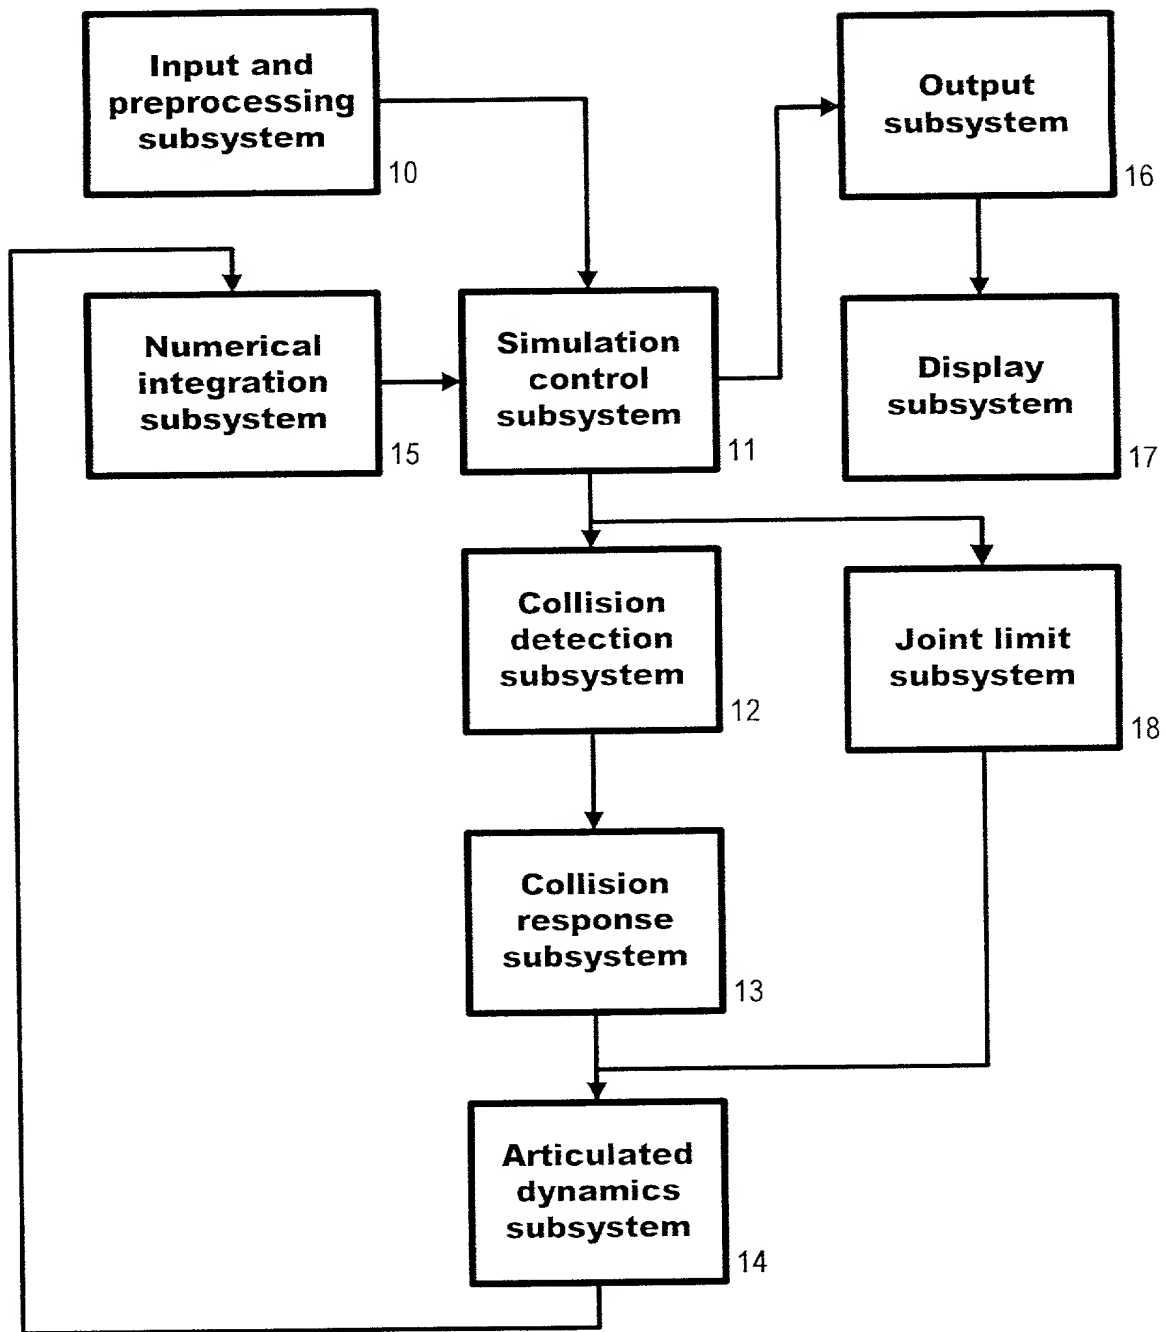 Input and
preprocessing
subsystem
10
Output
subsystem
16
Numerical
integration
subsystem
15
Simulation
control
subsystem
11
Display
subsystem
17
Collision
detection
subsystem
12
Joint limit
subsystem
18
Collision
response
subsystem
13
Articulated
dynamics
subsystem
14